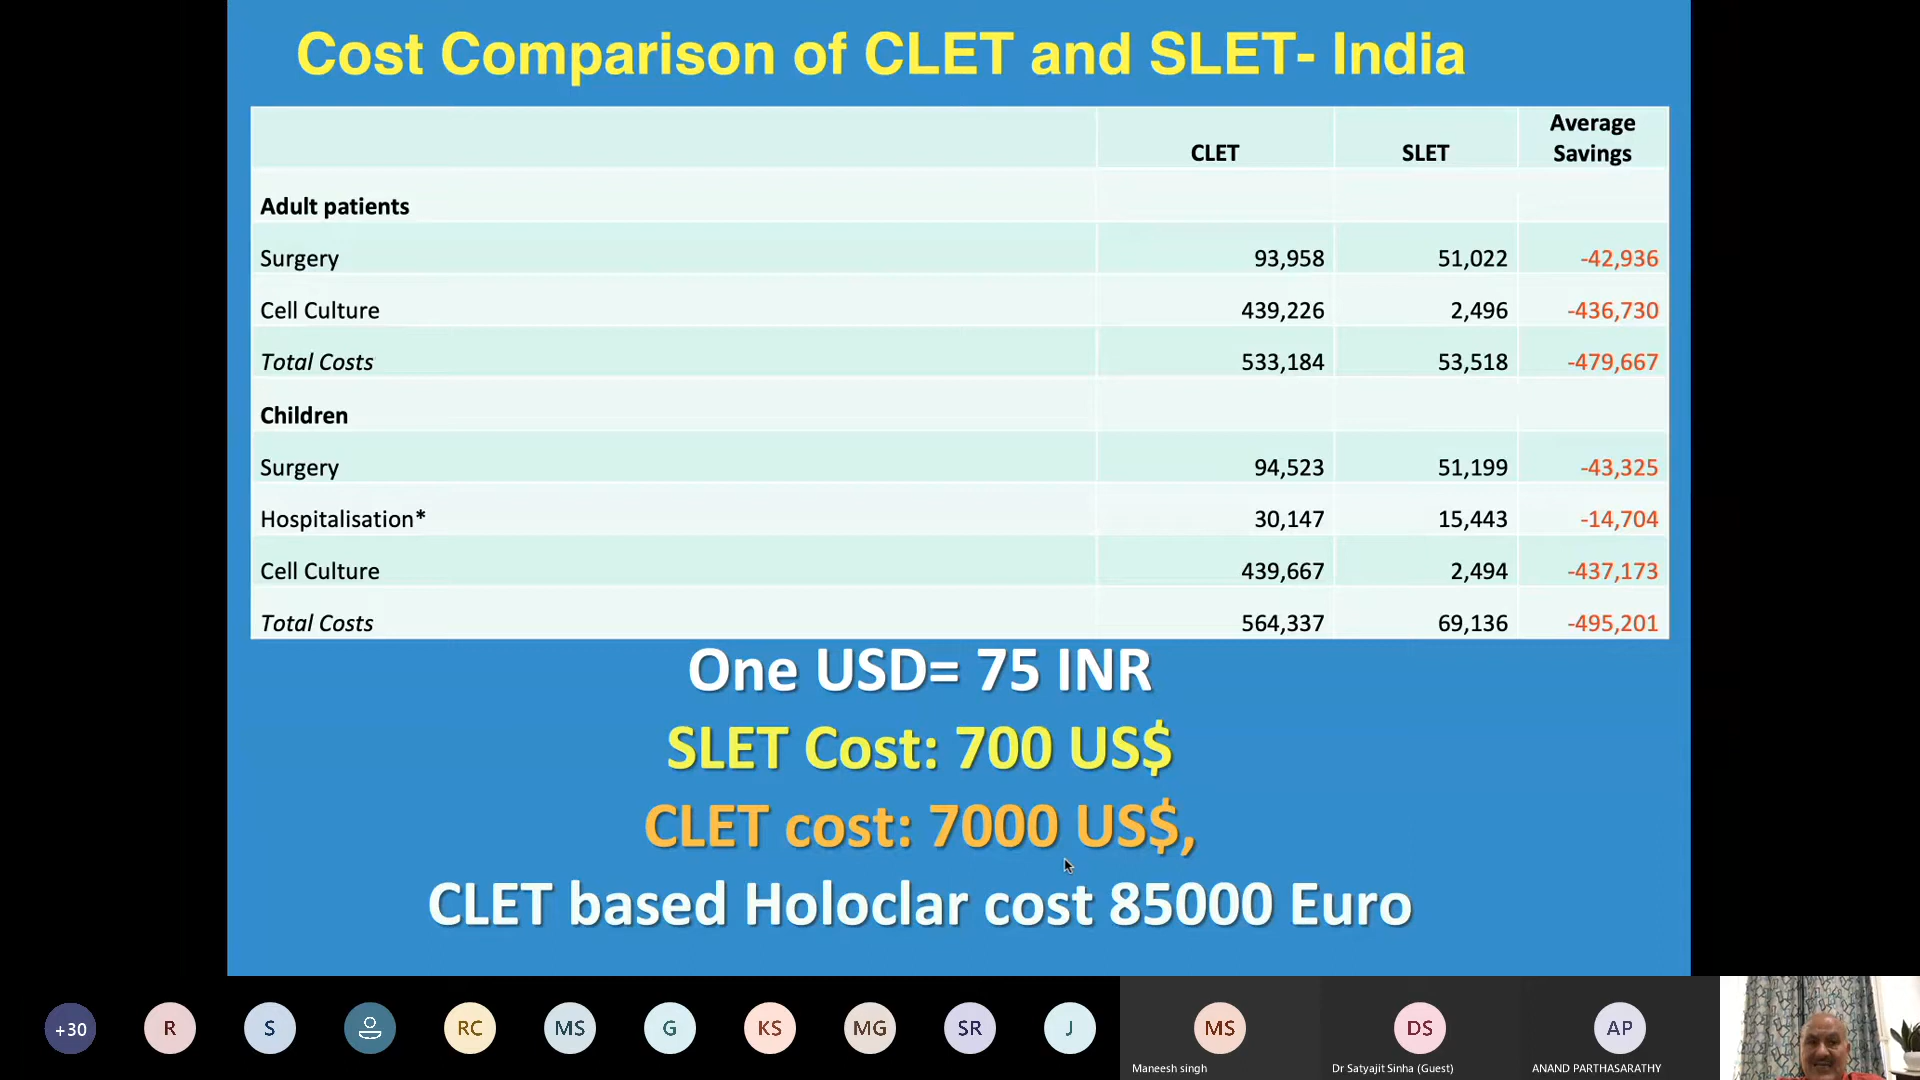 Cost Comparison of CLET and SLET- India
CLET SLET Average Savings
Adult patients
Surgery 93,958 51,022 -42,936
Cell Culture 439,226 2,496 -436,730
Total Costs 533,184 53,518 -479,667
Children
Surgery 94,523 51,199 -43,325
Hospitalisation* 30,147 15,443 -14,704
Cell Culture 439,667 2,494 -437,173
Total Costs 564,337 69,136 -495,201
One USD= 75 INR
SLET Cost: 700 US$
CLET cost: 7000 US$,
CLET based Holoclar cost 85000 Euro
+30 R S RC MS G KS MG SR J MS DS AP
Maneesh singh Dr Satyajit Sinha (Guest) ANAND PARTHASARATHY